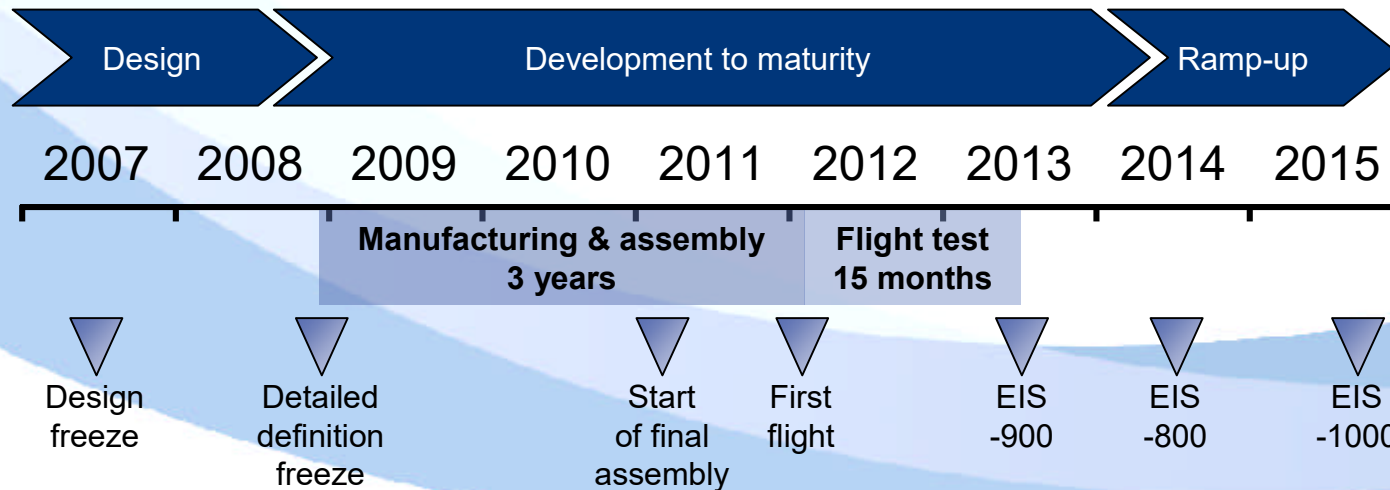 Design
Development to maturity
Ramp-up
2007 2008 2009 2010 2011 2012 2013 2014 2015
Manufacturing & assembly
3 years
Flight test
15 months
Design
freeze
Detailed
definition
freeze
Start
of final
assembly
First
flight
EIS
-900
EIS
-800
EIS
-1000